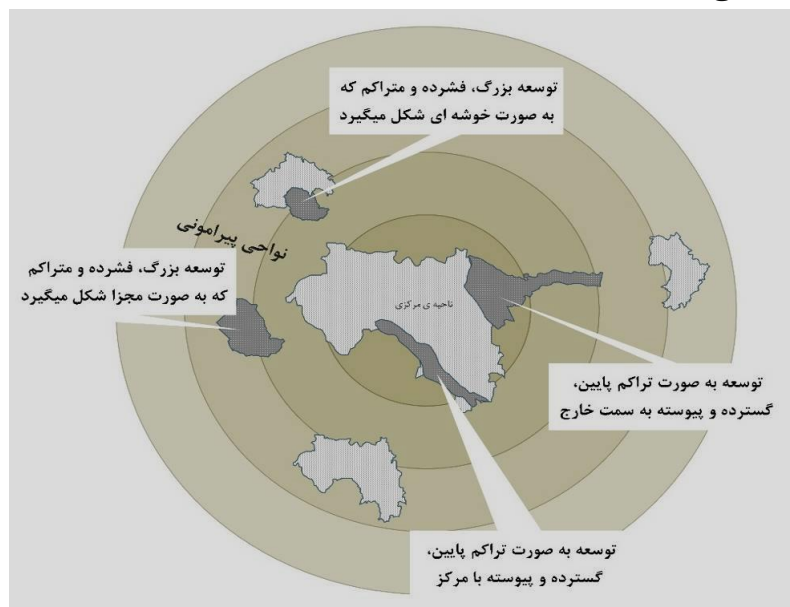 توسعه بزرگ، فشرده و متراکم که
به صورت خوشه ای شکل میگیرد
نواحی پیرامونی
توسعه بزرگ، فشرده و متراکم
که به صورت مجزا شکل میگیرد
ناحیه ی مرکزی
توسعه به صورت تراکم پایین،
گسترده و پیوسته به سمت خارج
توسعه به صورت تراکم پایین،
گسترده و پیوسته با مرکز